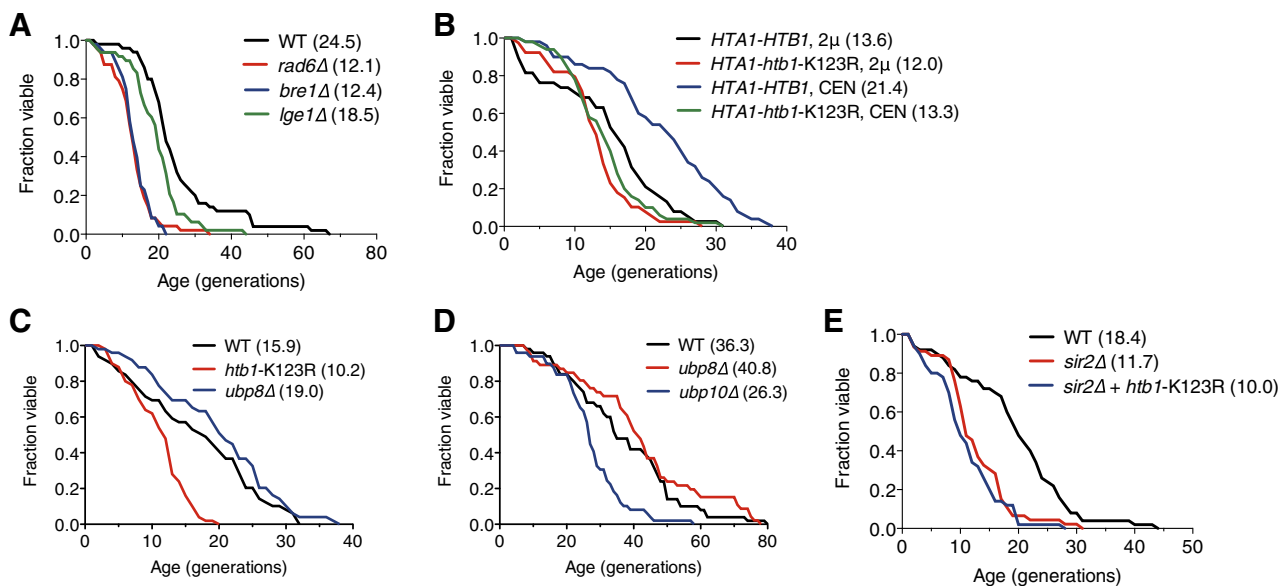 A
Fraction viable
1.0
0.8
0.6
0.4
0.2
0.0
0 20 40 60 80
Age (generations)
WT (24.5)
rad6Δ (12.1)
bre1Δ (12.4)
lge1Δ (18.5)
B
Fraction viable
1.0
0.8
0.6
0.4
0.2
0.0
0 10 20 30 40
Age (generations)
HTA1-HTB1, 2µ (13.6)
HTA1-htb1-K123R, 2µ (12.0)
HTA1-HTB1, CEN (21.4)
HTA1-htb1-K123R, CEN (13.3)
C
Fraction viable
1.0
0.8
0.6
0.4
0.2
0.0
0 10 20 30 40
Age (generations)
WT (15.9)
htb1-K123R (10.2)
ubp8Δ (19.0)
D
Fraction viable
1.0
0.8
0.6
0.4
0.2
0.0
0 20 40 60 80
Age (generations)
WT (36.3)
ubp8Δ (40.8)
ubp10Δ (26.3)
E
Fraction viable
1.0
0.8
0.6
0.4
0.2
0.0
0 10 20 30 40 50
Age (generations)
WT (18.4)
sir2Δ (11.7)
sir2Δ + htb1-K123R (10.0)